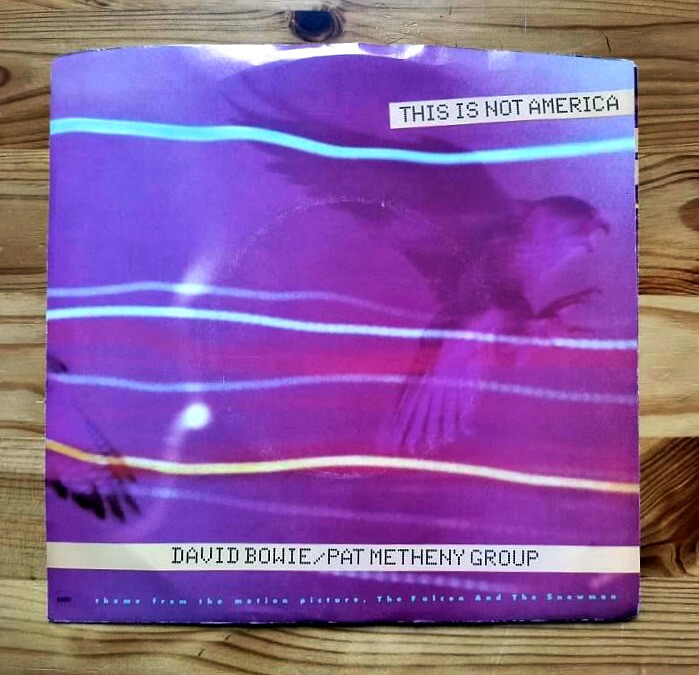 THIS IS NOT AMERICA
DAVID BOWIE/PAT METHENY GROUP
theme from the motion picture, The Falcon And The Snowman